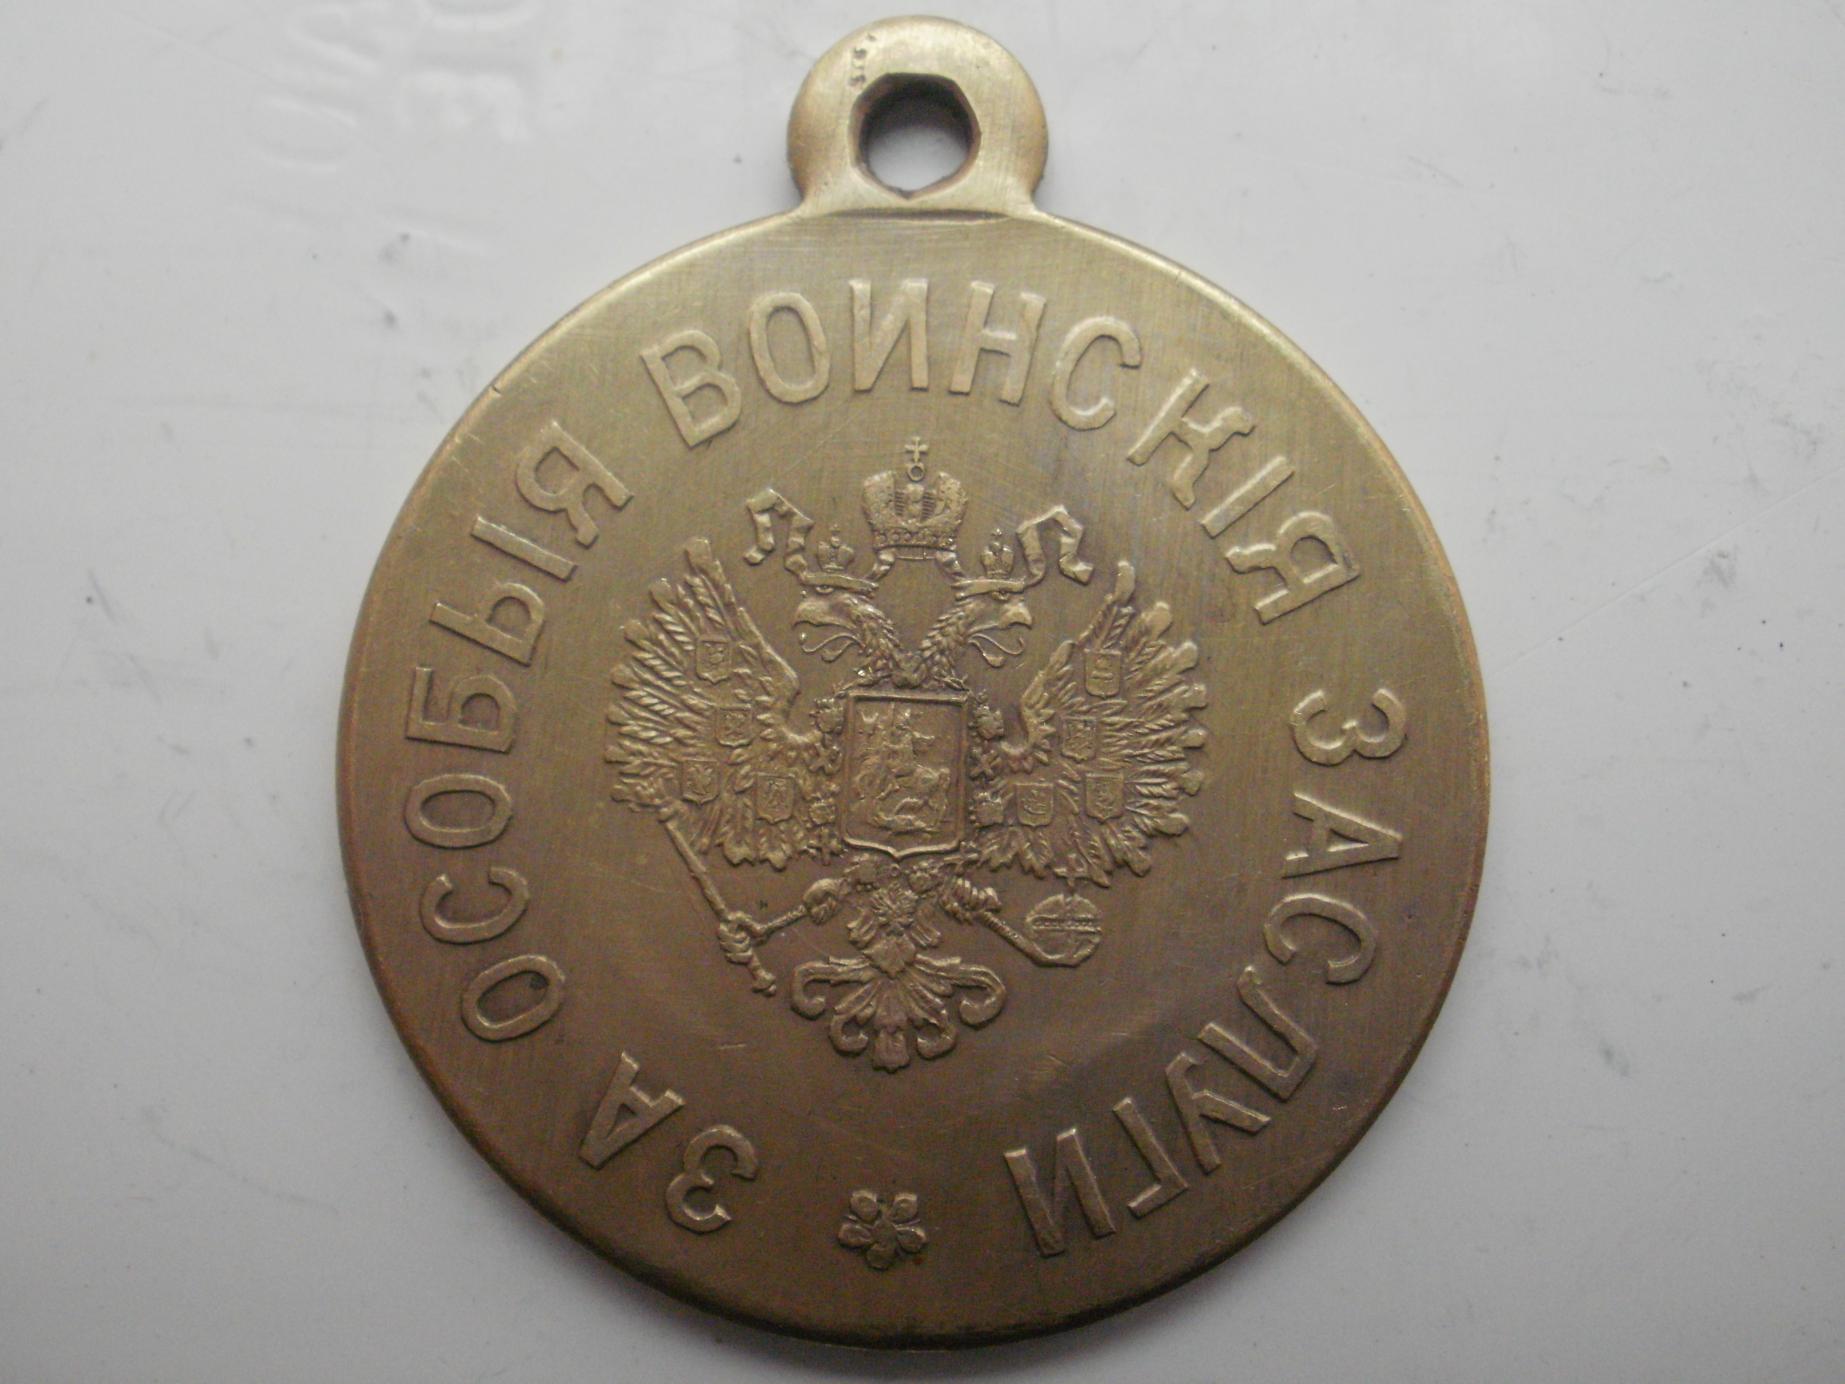 ЗА ОСОБЫЯ ВОИНСКІЯ ЗАСЛУГИ